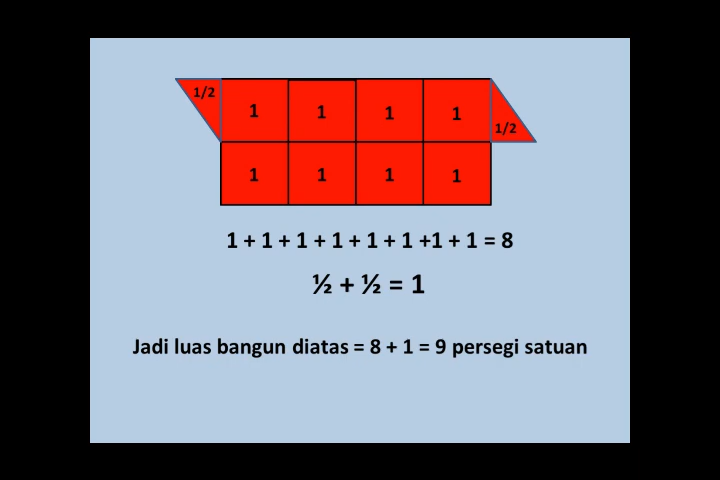 1/2 1 1 1 1 1/2
1 1 1 1
1 + 1 + 1 + 1 + 1 + 1 +1 + 1 = 8
½ + ½ = 1
Jadi luas bangun diatas = 8 + 1 = 9 persegi satuan